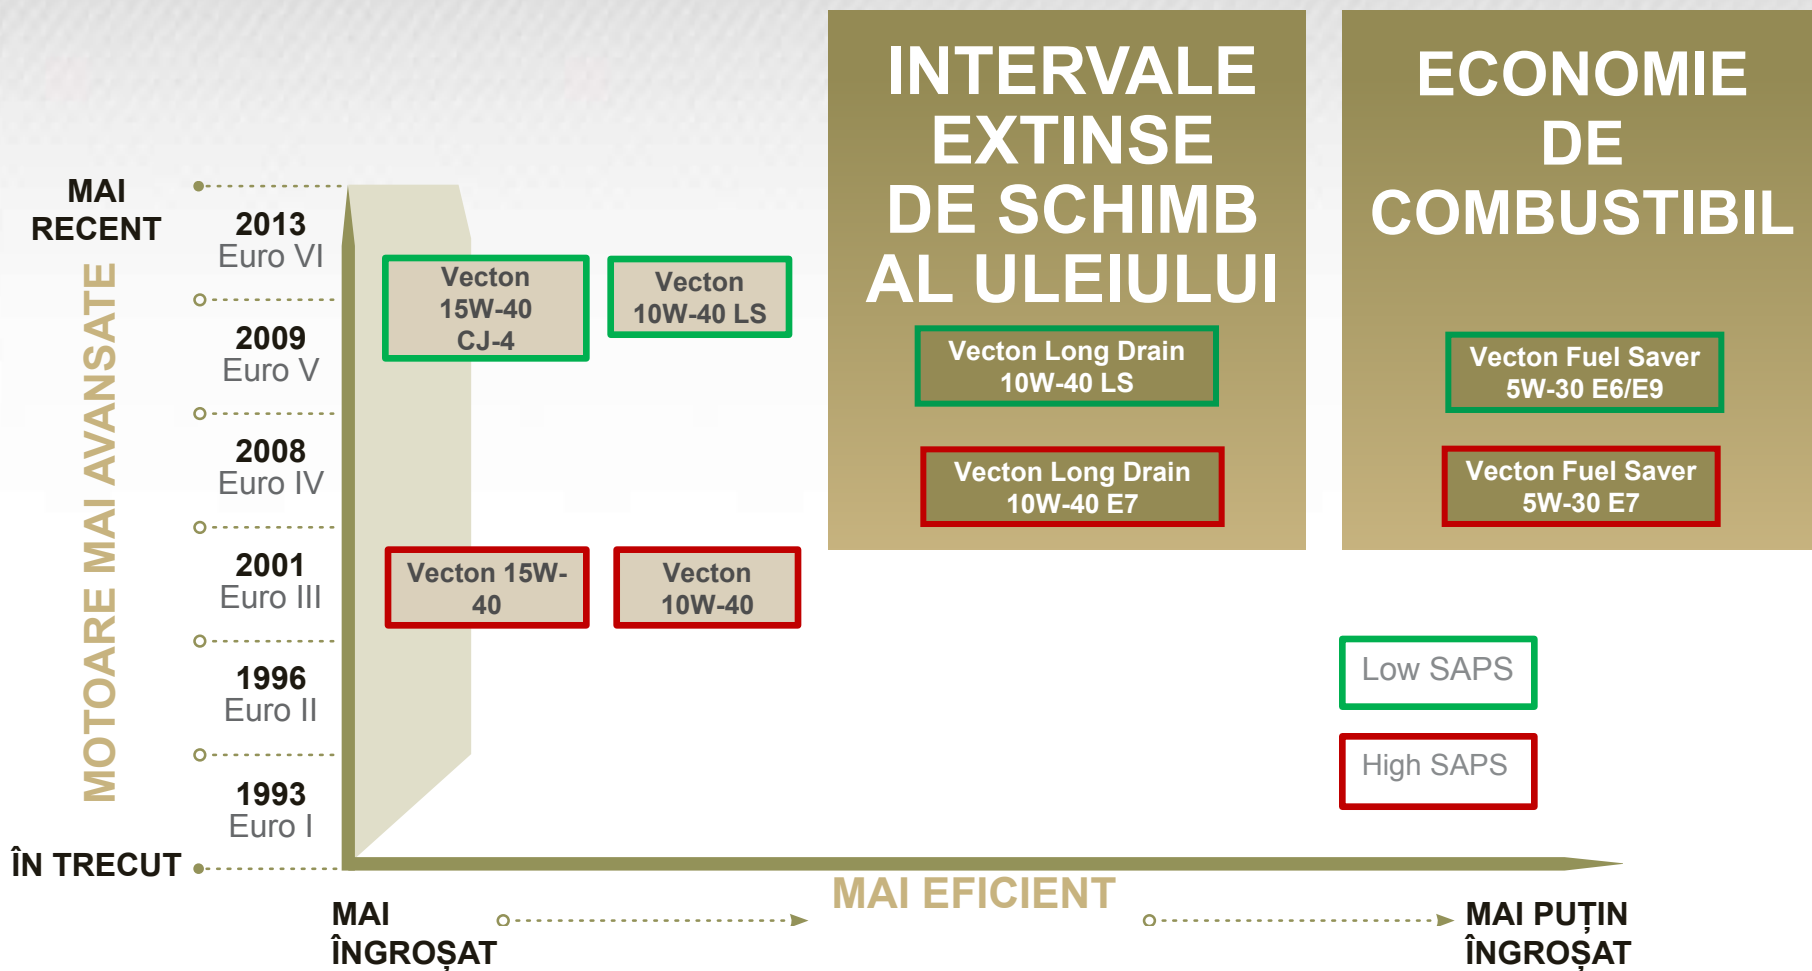 INTERVALE
EXTINSE
DE SCHIMB
AL ULEIULUI
ECONOMIE
DE
COMBUSTIBIL
MAI
RECENT
MOTOARE MAI AVANSATE
ÎN TRECUT
2013
Euro VI
2009
Euro V
2008
Euro IV
2001
Euro III
1996
Euro II
1993
Euro I
Vecton
15W-40
CJ-4
Vecton
10W-40 LS
Vecton Long Drain
10W-40 LS
Vecton Fuel Saver
5W-30 E6/E9
Vecton Long Drain
10W-40 E7
Vecton Fuel Saver
5W-30 E7
Vecton 15W-
40
Vecton
10W-40
Low SAPS
High SAPS
MAI EFICIENT
MAI
ÎNGROȘAT
MAI PUȚIN
ÎNGROȘAT